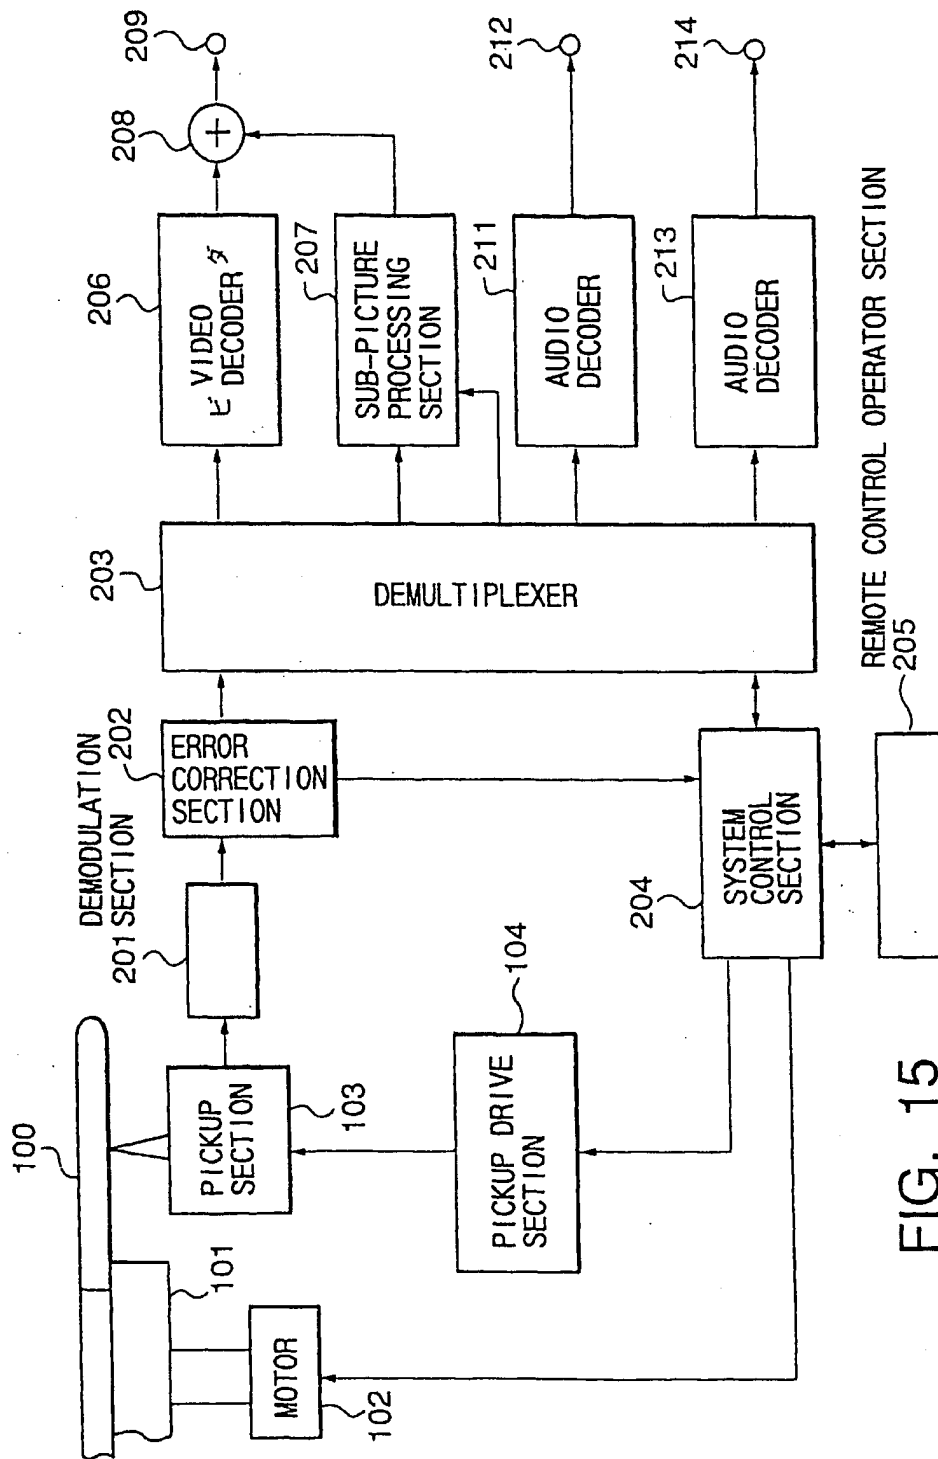 100
101
MOTOR
102
PICKUP
SECTION
103
PICKUP DRIVE
SECTION
104
DEMODULATION
SECTION
201
202
ERROR
CORRECTION
SECTION
203
DEMULTIPLEXER
204
SYSTEM
CONTROL
SECTION
REMOTE CONTROL OPERATOR SECTION
205
206
ビ VIDEO
DECODER ダ
207
SUB-PICTURE
PROCESSING
SECTION
208
+
209
211
AUDIO
DECODER
212
213
AUDIO
DECODER
214
FIG. 15